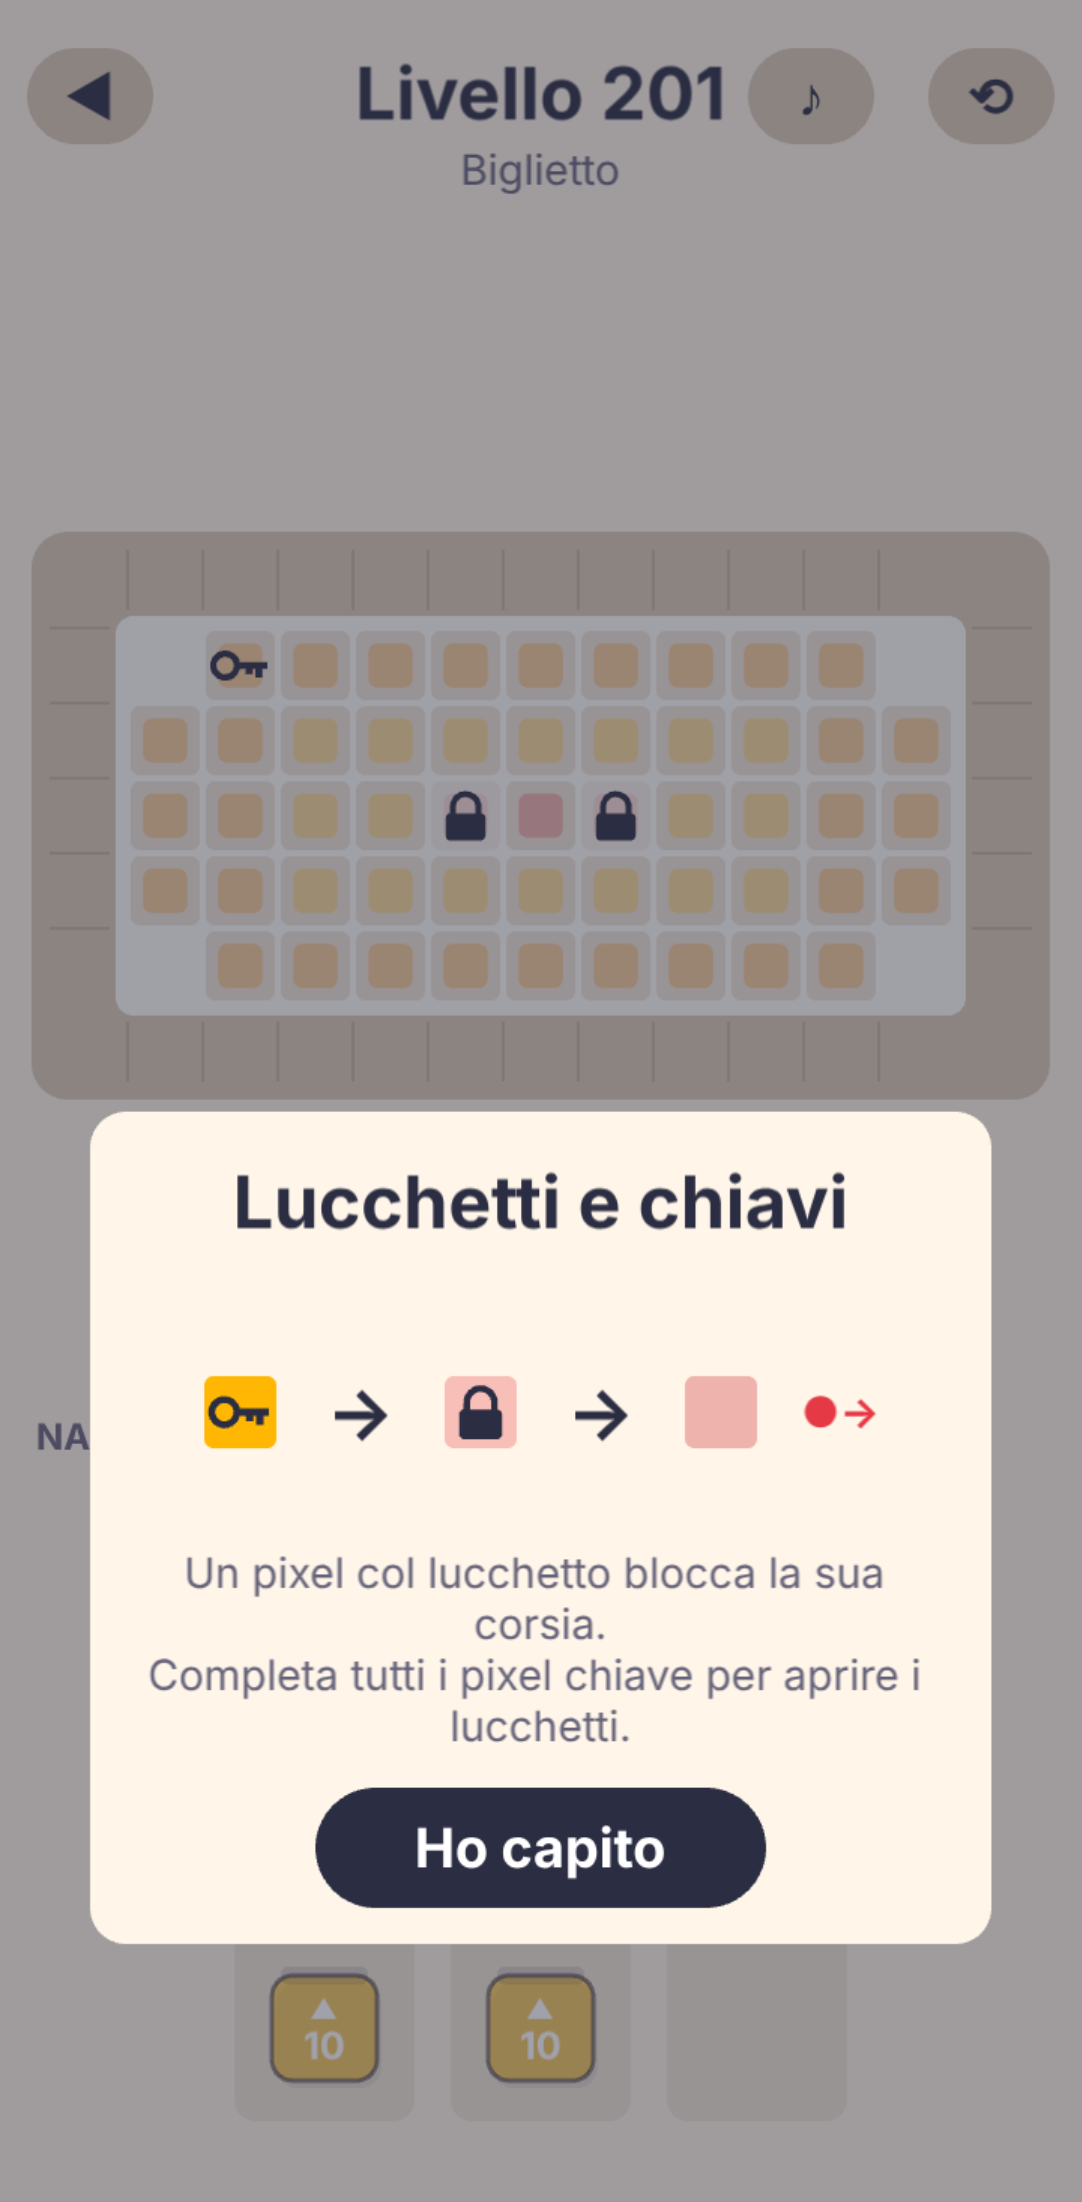 Livello 201
Biglietto
Lucchetti e chiavi
NA
Un pixel col lucchetto blocca la sua
corsia.
Completa tutti i pixel chiave per aprire i
lucchetti.
Ho capito
10
10